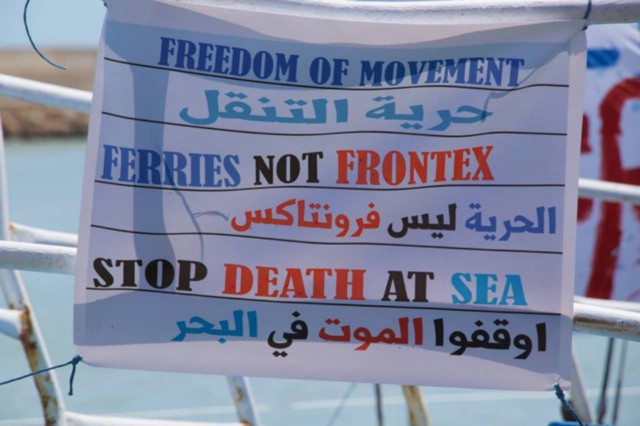 FREEDOM OF MOVEMENT
حرية التنقل
FERRIES NOT FRONTEX
الحرية ليس فرونتاكس
STOP DEATH AT SEA
اوقفوا الموت في البحر